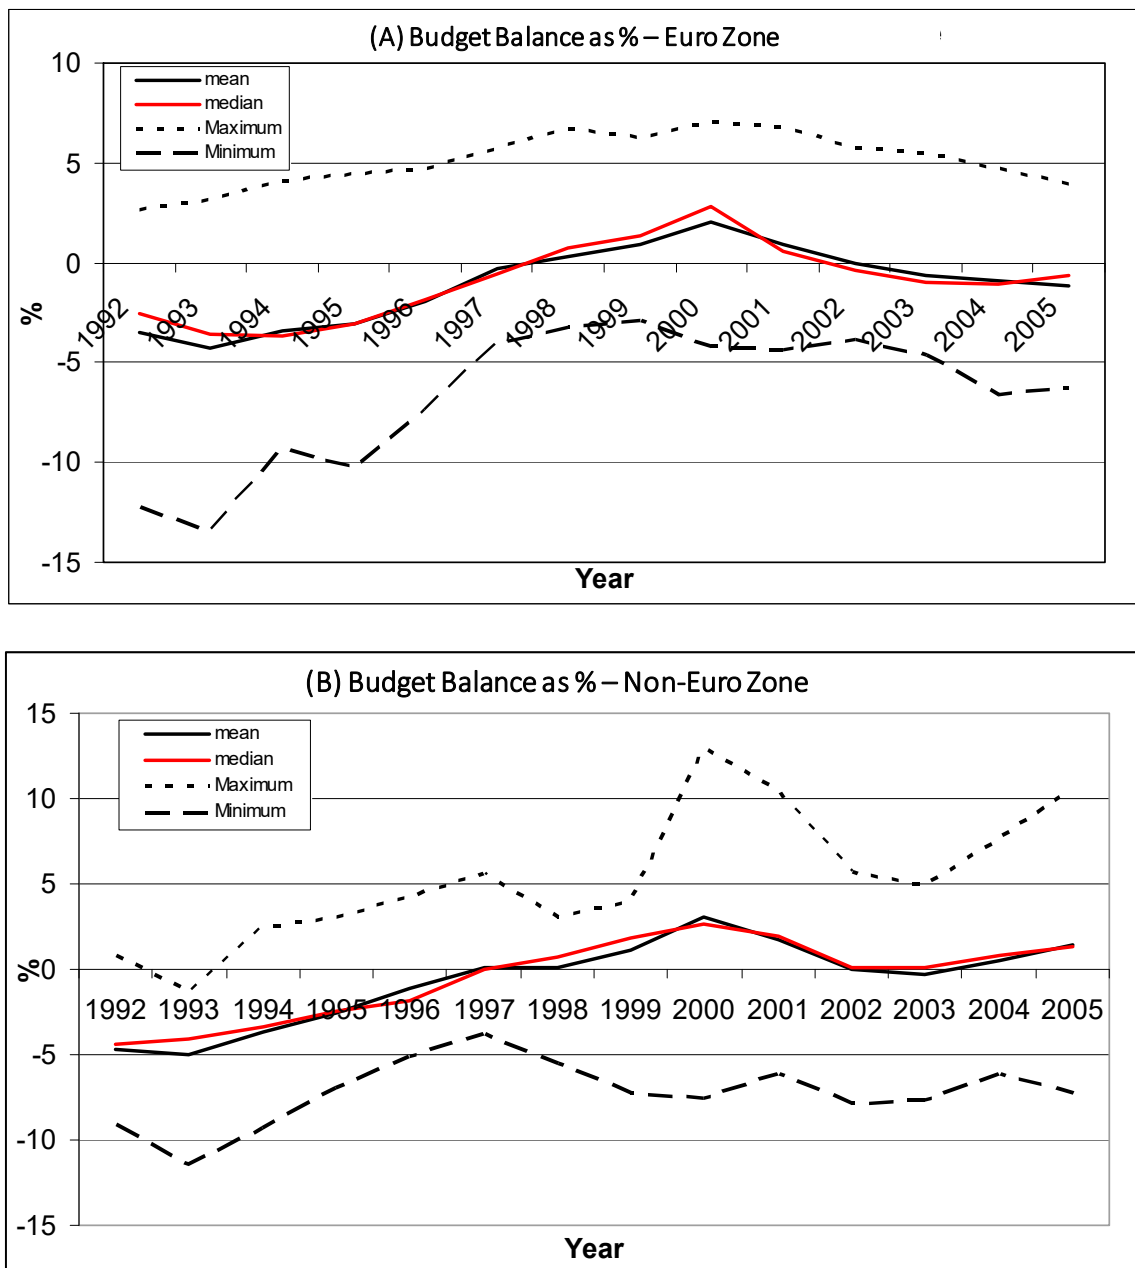 (A) Budget Balance as % – Euro Zone
10
mean
median
Maximum
Minimum
5
0
%
1992 1993 1994 1995 1996 1997 1998 1999 2000 2001 2002 2003 2004 2005
-5
-10
-15
Year
(B) Budget Balance as % – Non-Euro Zone
15
mean
median
Maximum
Minimum
10
5
0
%
1992 1993 1994 1995 1996 1997 1998 1999 2000 2001 2002 2003 2004 2005
-5
-10
-15
Year